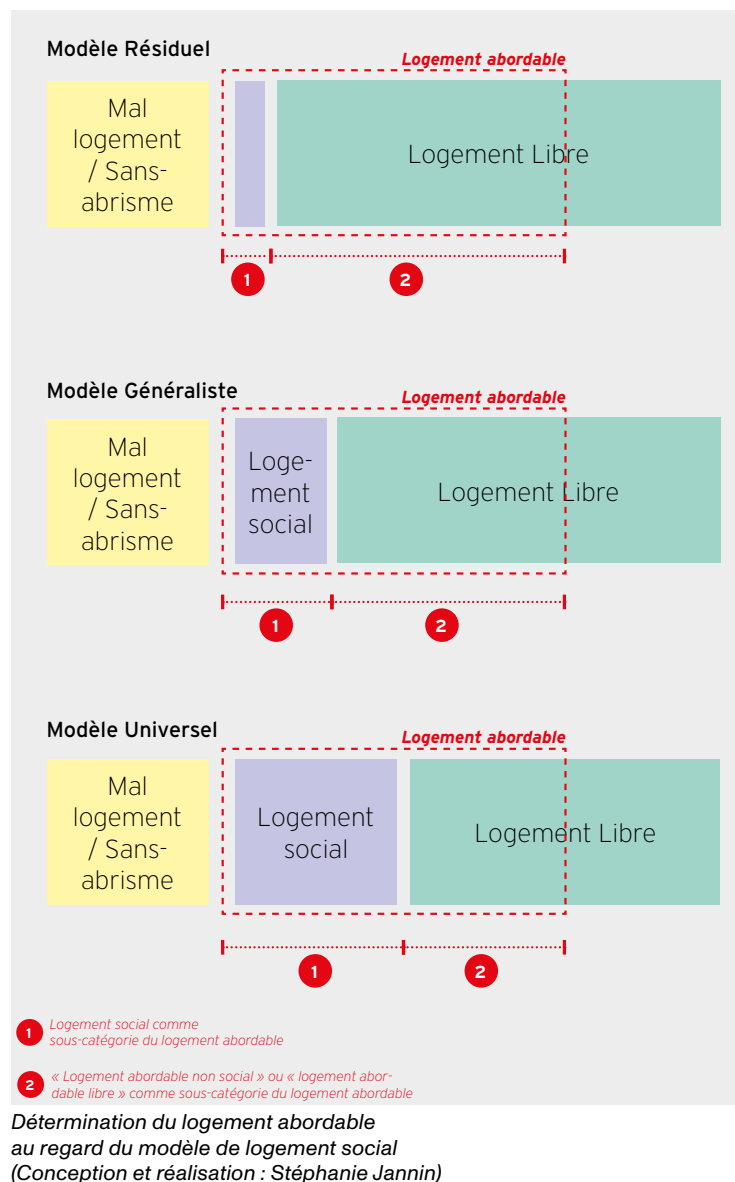 Modèle Résiduel
Logement abordable
Mal
logement
/ Sans-
abrisme
Logement Libre
1
2
Modèle Généraliste
Logement abordable
Mal
logement
/ Sans-
abrisme
Loge-
ment
social
Logement Libre
1
2
Modèle Universel
Logement abordable
Mal
logement
/ Sans-
abrisme
Logement
social
Logement Libre
1
2
1 Logement social comme
sous-catégorie du logement abordable
2 « Logement abordable non social » ou « logement abor-
dable libre » comme sous-catégorie du logement abordable
Détermination du logement abordable
au regard du modèle de logement social
(Conception et réalisation : Stéphanie Jannin)